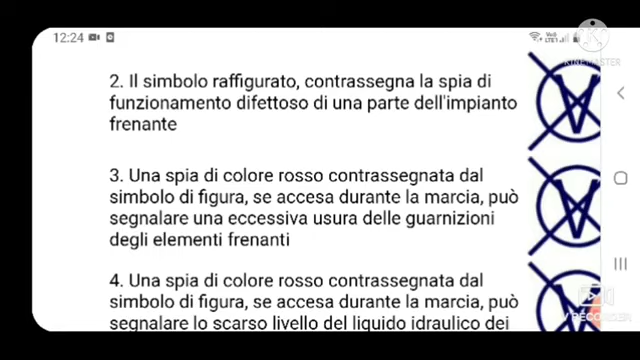 12:24
KINEMASTER
2. Il simbolo raffigurato, contrassegna la spia di
funzionamento difettoso di una parte dell'impianto
frenante
3. Una spia di colore rosso contrassegnata dal
simbolo di figura, se accesa durante la marcia, può
segnalare una eccessiva usura delle guarnizioni
degli elementi frenanti
4. Una spia di colore rosso contrassegnata dal
simbolo di figura, se accesa durante la marcia, può
segnalare lo scarso livello del liquido idraulico dei
V RECORDER